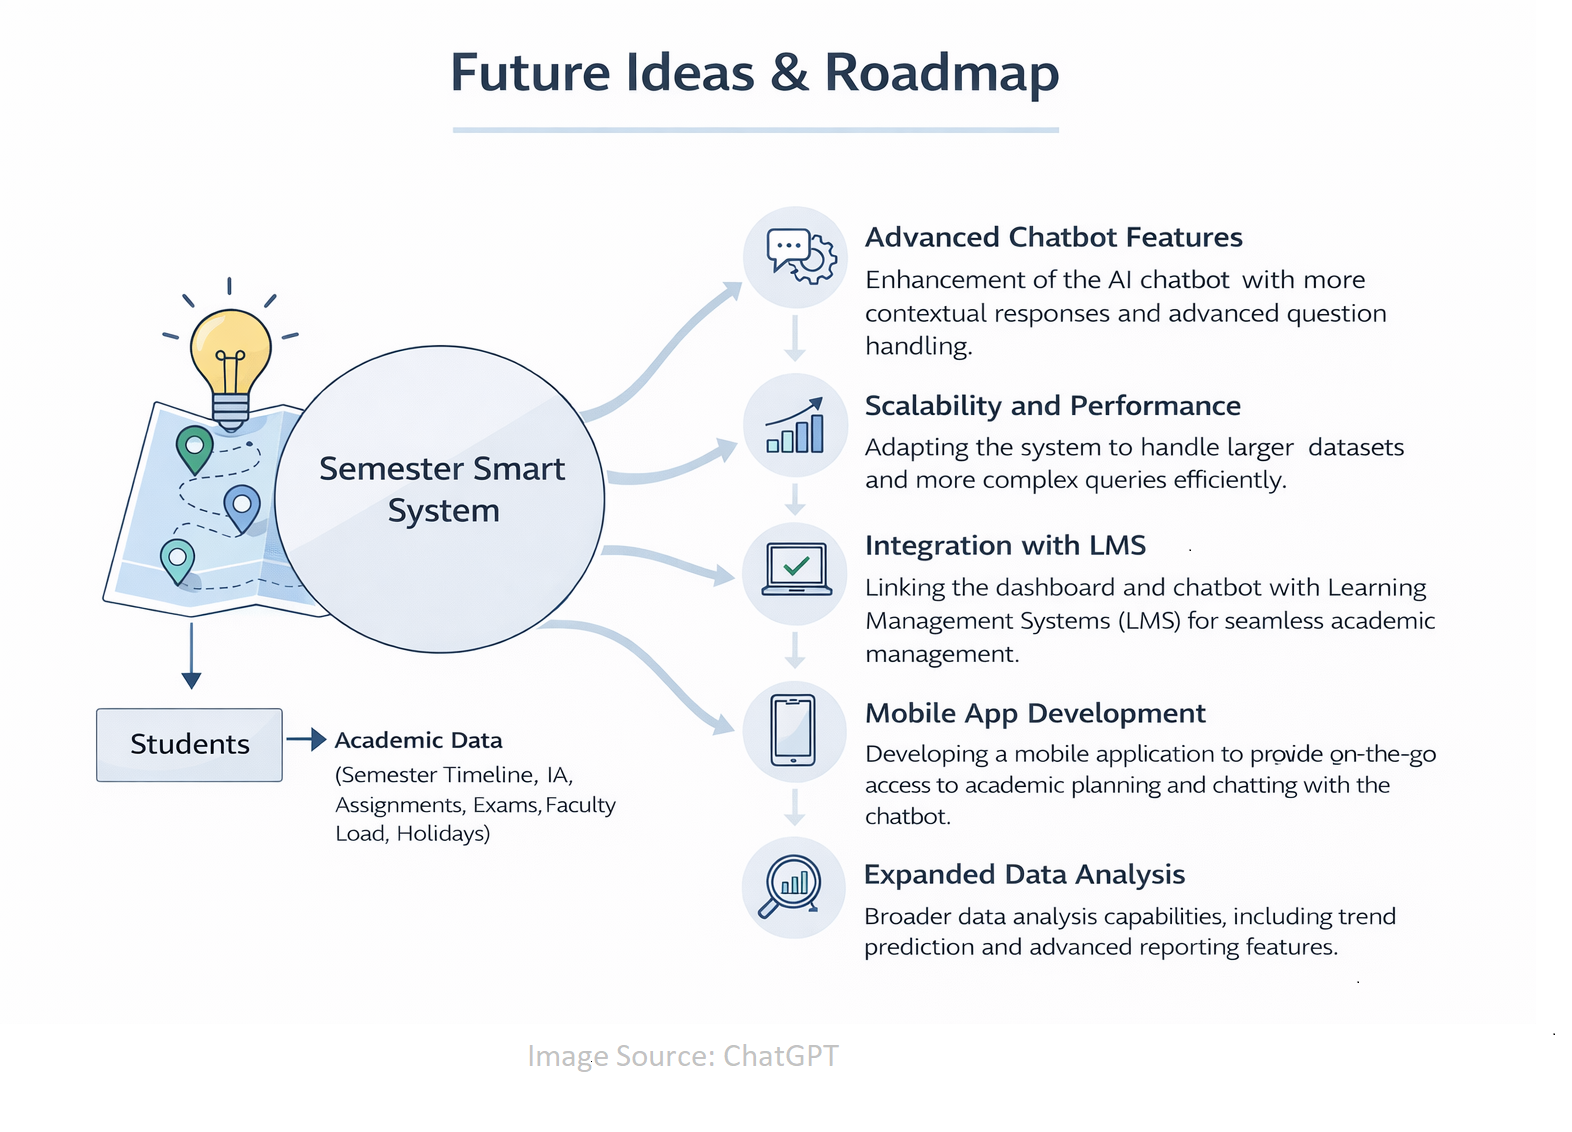 Future Ideas & Roadmap
Semester Smart
System
Students
Academic Data
(Semester Timeline, IA,
Assignments, Exams, Faculty
Load, Holidays)
Advanced Chatbot Features
Enhancement of the AI chatbot with more
contextual responses and advanced question
handling.
Scalability and Performance
Adapting the system to handle larger datasets
and more complex queries efficiently.
Integration with LMS
Linking the dashboard and chatbot with Learning
Management Systems (LMS) for seamless academic
management.
Mobile App Development
Developing a mobile application to provide on-the-go
access to academic planning and chatting with the
chatbot.
Expanded Data Analysis
Broader data analysis capabilities, including trend
prediction and advanced reporting features.
Image Source: ChatGPT